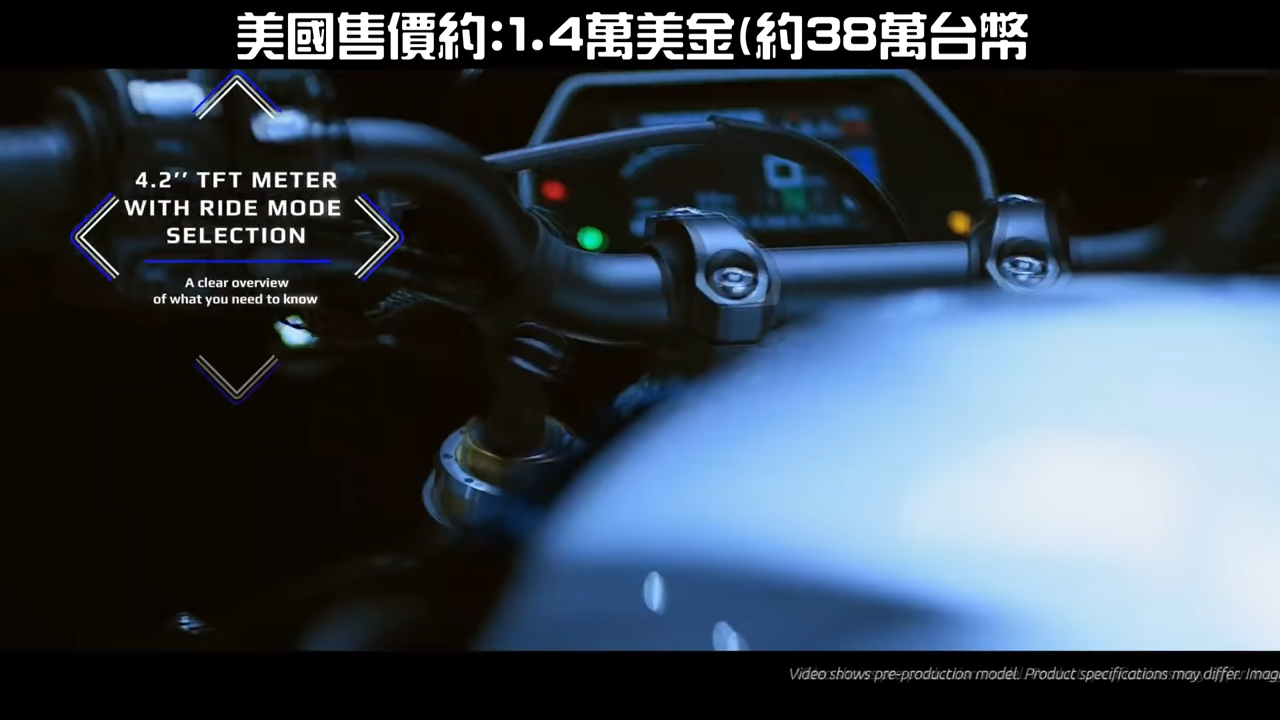 美國售價約:1.4萬美金(約38萬台幣
4.2’’ TFT METER
WITH RIDE MODE
SELECTION
A clear overview
of what you need to know
Video shows pre-production model. Product specifications may differ.